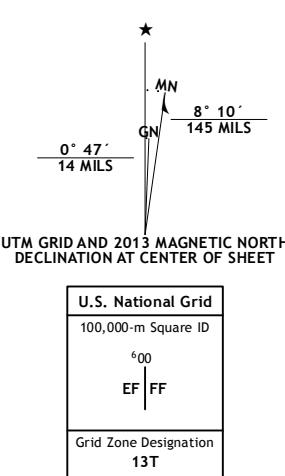 ★
MN
8° 10´
145 MILS
GN
0° 47´
14 MILS
UTM GRID AND 2013 MAGNETIC NORTH
DECLINATION AT CENTER OF SHEET
U.S. National Grid
100,000-m Square ID
⁶00
EF FF
Grid Zone Designation
13T